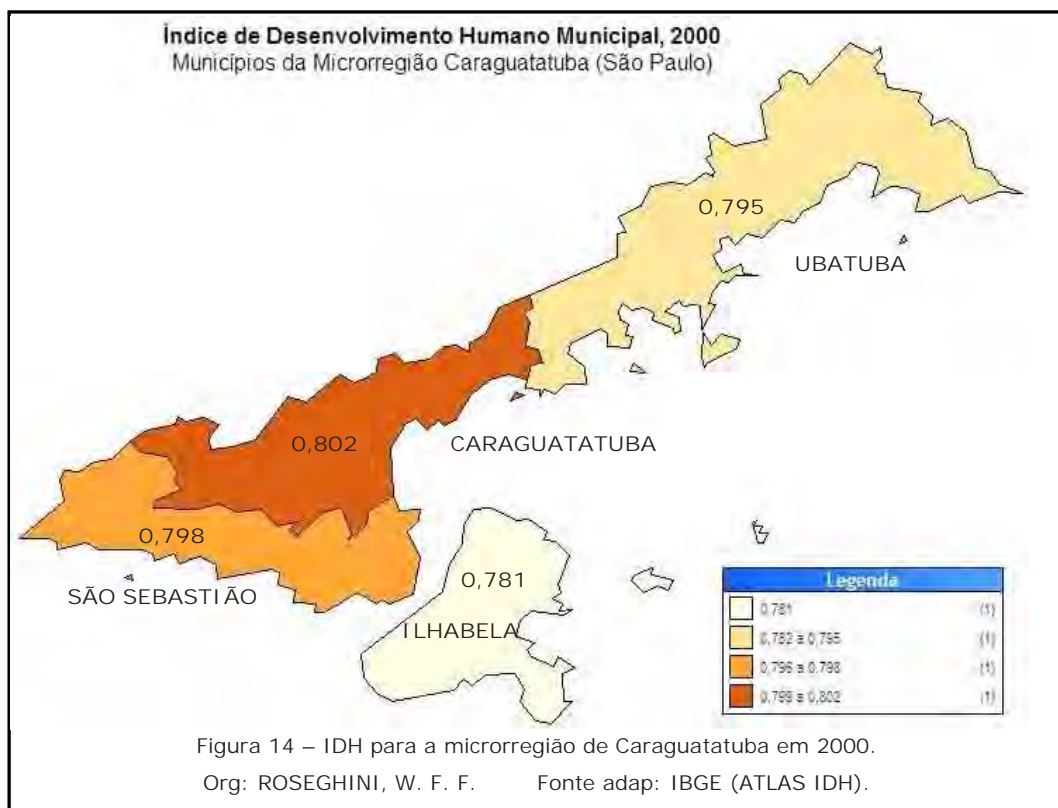 Índice de Desenvolvimento Humano Municipal, 2000
Municípios da Microrregião Caraguatatuba (São Paulo)
0,795
UBATUBA
0,802
CARAGUATATUBA
0,798
SÃO SEBASTIÃO
0,781
ILHABELA
Legenda
0,781 (1)
0,782 a 0,795 (1)
0,796 a 0,798 (1)
0,799 a 0,802 (1)
Figura 14 – IDH para a microrregião de Caraguatatuba em 2000.
Org: ROSEGHINI, W. F. F. Fonte adap: IBGE (ATLAS IDH).